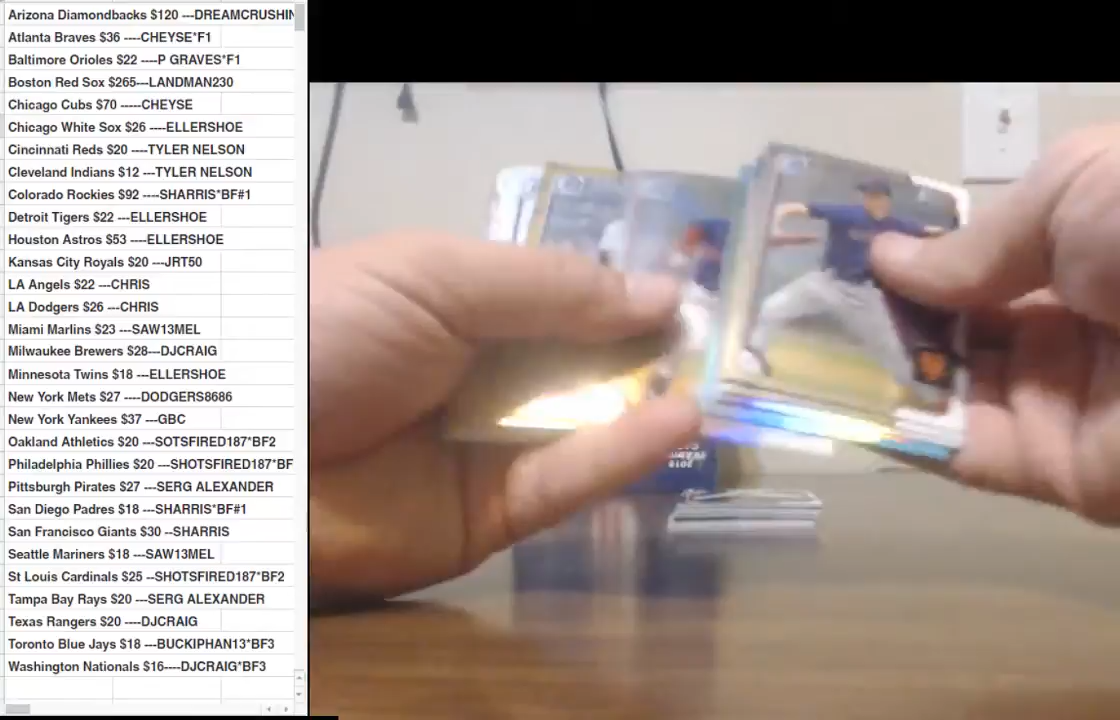 Arizona Diamondbacks $120 ---DREAMCRUSHIN
Atlanta Braves $36 ----CHEYSE*F1
Baltimore Orioles $22 ----P GRAVES*F1
Boston Red Sox $265---LANDMAN230
Chicago Cubs $70 -----CHEYSE
Chicago White Sox $26 ----ELLERSHOE
Cincinnati Reds $20 ----TYLER NELSON
Cleveland Indians $12 ---TYLER NELSON
Colorado Rockies $92 ----SHARRIS*BF#1
Detroit Tigers $22 ---ELLERSHOE
Houston Astros $53 ----ELLERSHOE
Kansas City Royals $20 ---JRT50
LA Angels $22 ----CHRIS
LA Dodgers $26 ---CHRIS
Miami Marlins $23 ---SAW13MEL
Milwaukee Brewers $28---DJCRAIG
Minnesota Twins $18 ---ELLERSHOE
New York Mets $27 ----DODGERS8686
New York Yankees $37 ---GBC
Oakland Athletics $20 ---SOTSFIRED187*BF2
Philadelphia Phillies $20 ---SHOTSFIRED187*BF
Pittsburgh Pirates $27 ---SERG ALEXANDER
San Diego Padres $18 ---SHARRIS*BF#1
San Francisco Giants $30 --SHARRIS
Seattle Mariners $18 ---SAW13MEL
St Louis Cardinals $25 --SHOTSFIRED187*BF2
Tampa Bay Rays $20 ---SERG ALEXANDER
Texas Rangers $20 ----DJCRAIG
Toronto Blue Jays $18 ---BUCKIPHAN13*BF3
Washington Nationals $16----DJCRAIG*BF3